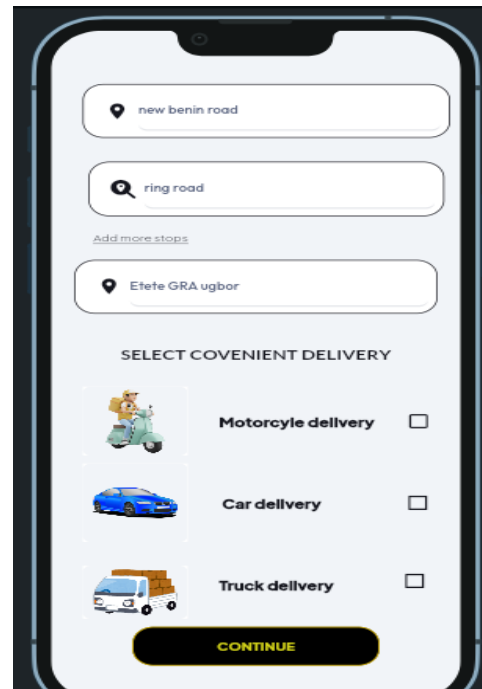 new benin road
ring road
Add more stops
Etete GRA ugbor
SELECT COVENIENT DELIVERY
Motorcyle delivery
Car delivery
Truck delivery
CONTINUE